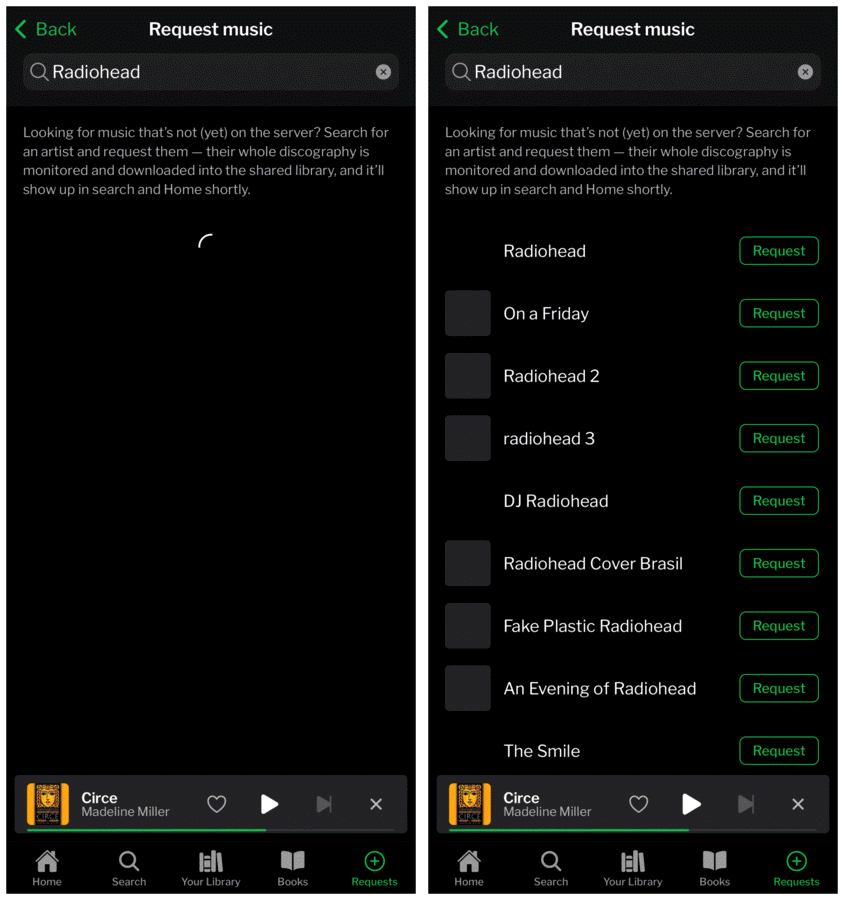 Back
Request music
Radiohead
Looking for music that's not (yet) on the server? Search for
an artist and request them — their whole discography is
monitored and downloaded into the shared library, and it'll
show up in search and Home shortly.
CIRCE
Circe
Madeline Miller
Home
Search
Your Library
Books
Requests
Back
Request music
Radiohead
Looking for music that's not (yet) on the server? Search for
an artist and request them — their whole discography is
monitored and downloaded into the shared library, and it'll
show up in search and Home shortly.
Radiohead
Request
On a Friday
Request
Radiohead 2
Request
radiohead 3
Request
DJ Radiohead
Request
Radiohead Cover Brasil
Request
Fake Plastic Radiohead
Request
An Evening of Radiohead
Request
The Smile
Request
CIRCE
Circe
Madeline Miller
Home
Search
Your Library
Books
Requests